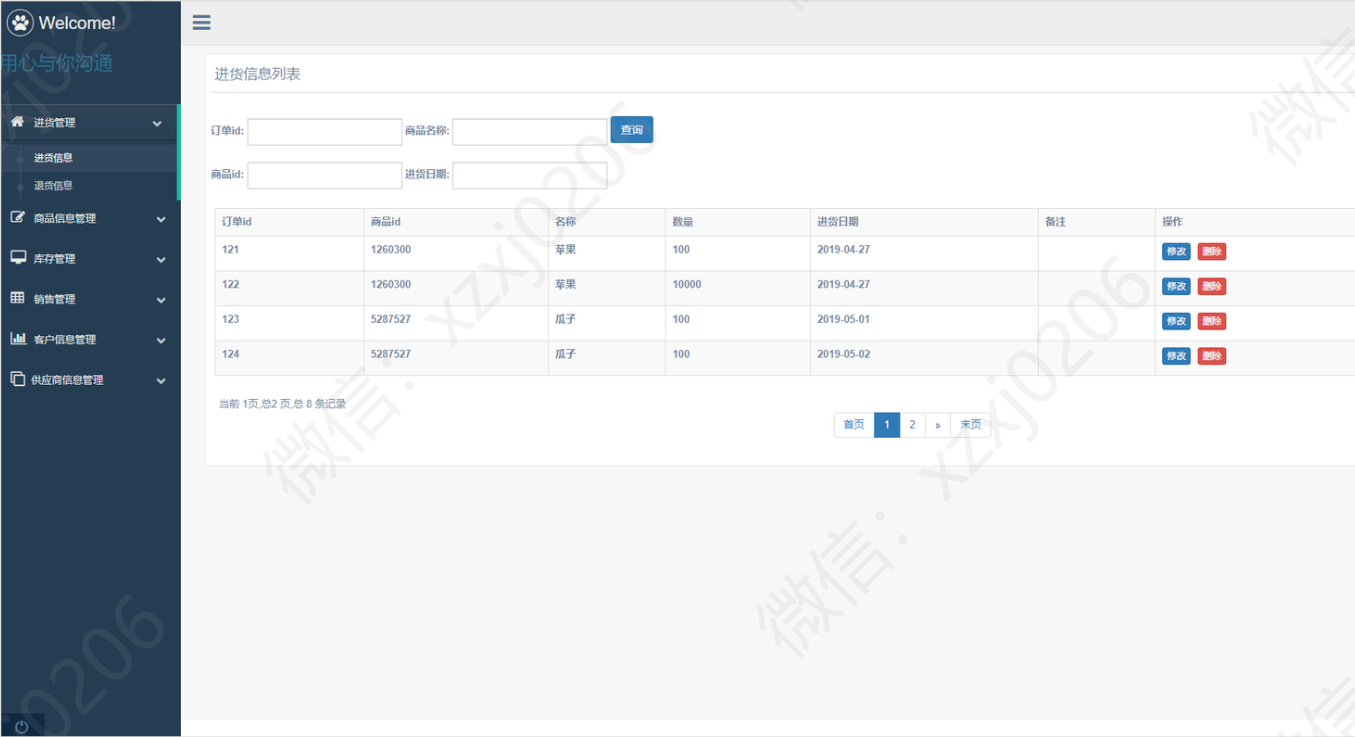 Welcome!
用心与你沟通
进货管理
进货信息
退货信息
商品信息管理
库存管理
销售管理
客户信息管理
供应商信息管理
进货信息列表
订单id: 商品名称: 查询
商品id: 进货日期:
订单id 商品id 名称 数量 进货日期 备注 操作
121 1260300 苹果 100 2019-04-27 修改 删除
122 1260300 苹果 10000 2019-04-27 修改 删除
123 5287527 瓜子 100 2019-05-01 修改 删除
124 5287527 瓜子 100 2019-05-02 修改 删除
当前 1页,总2 页,总 8 条记录
首页 1 2 » 末页
微信：xzxj0206
微信：xzxj0206
微信
微信
xzxj0206